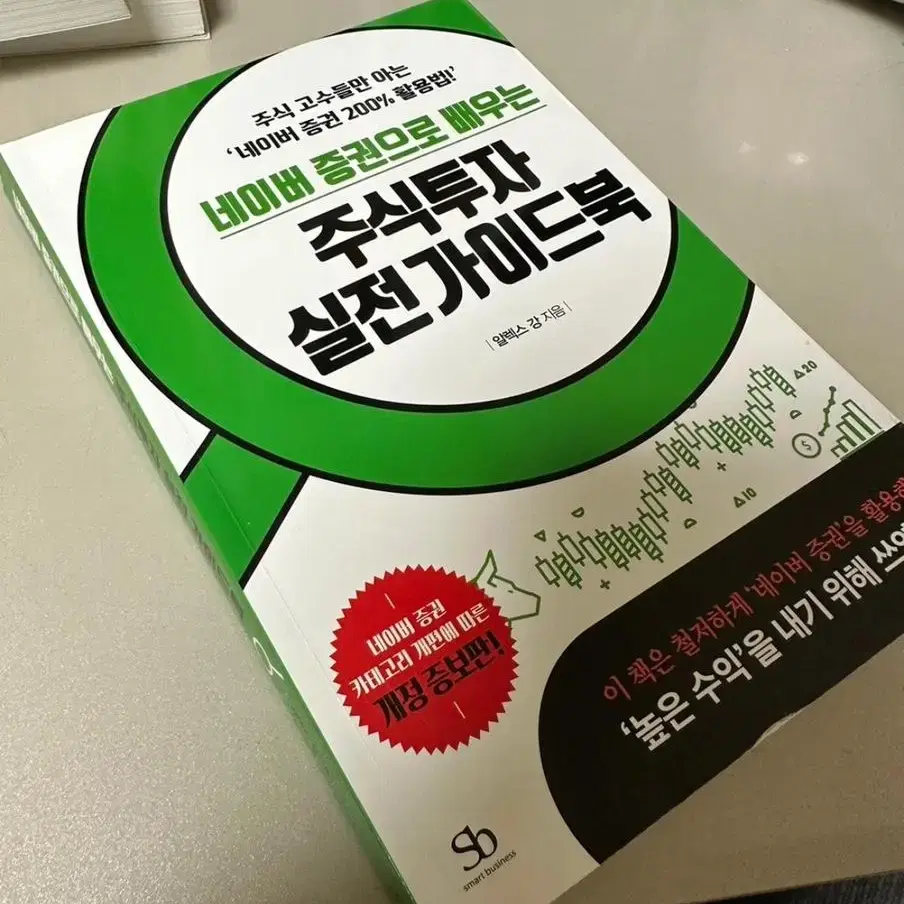 주식 고수들만 아는
'네이버 증권 200% 활용법!'
네이버 증권으로 배우는
주식투자
실전 가이드북
| 알렉스 강 지음 |
△20
△10
$
네이버 증권
카테고리 개편에 따른
개정 증보판!
이 책은 철저하게 '네이버 증권'을
'높은 수익'을 내기 위해
Sb
smart business